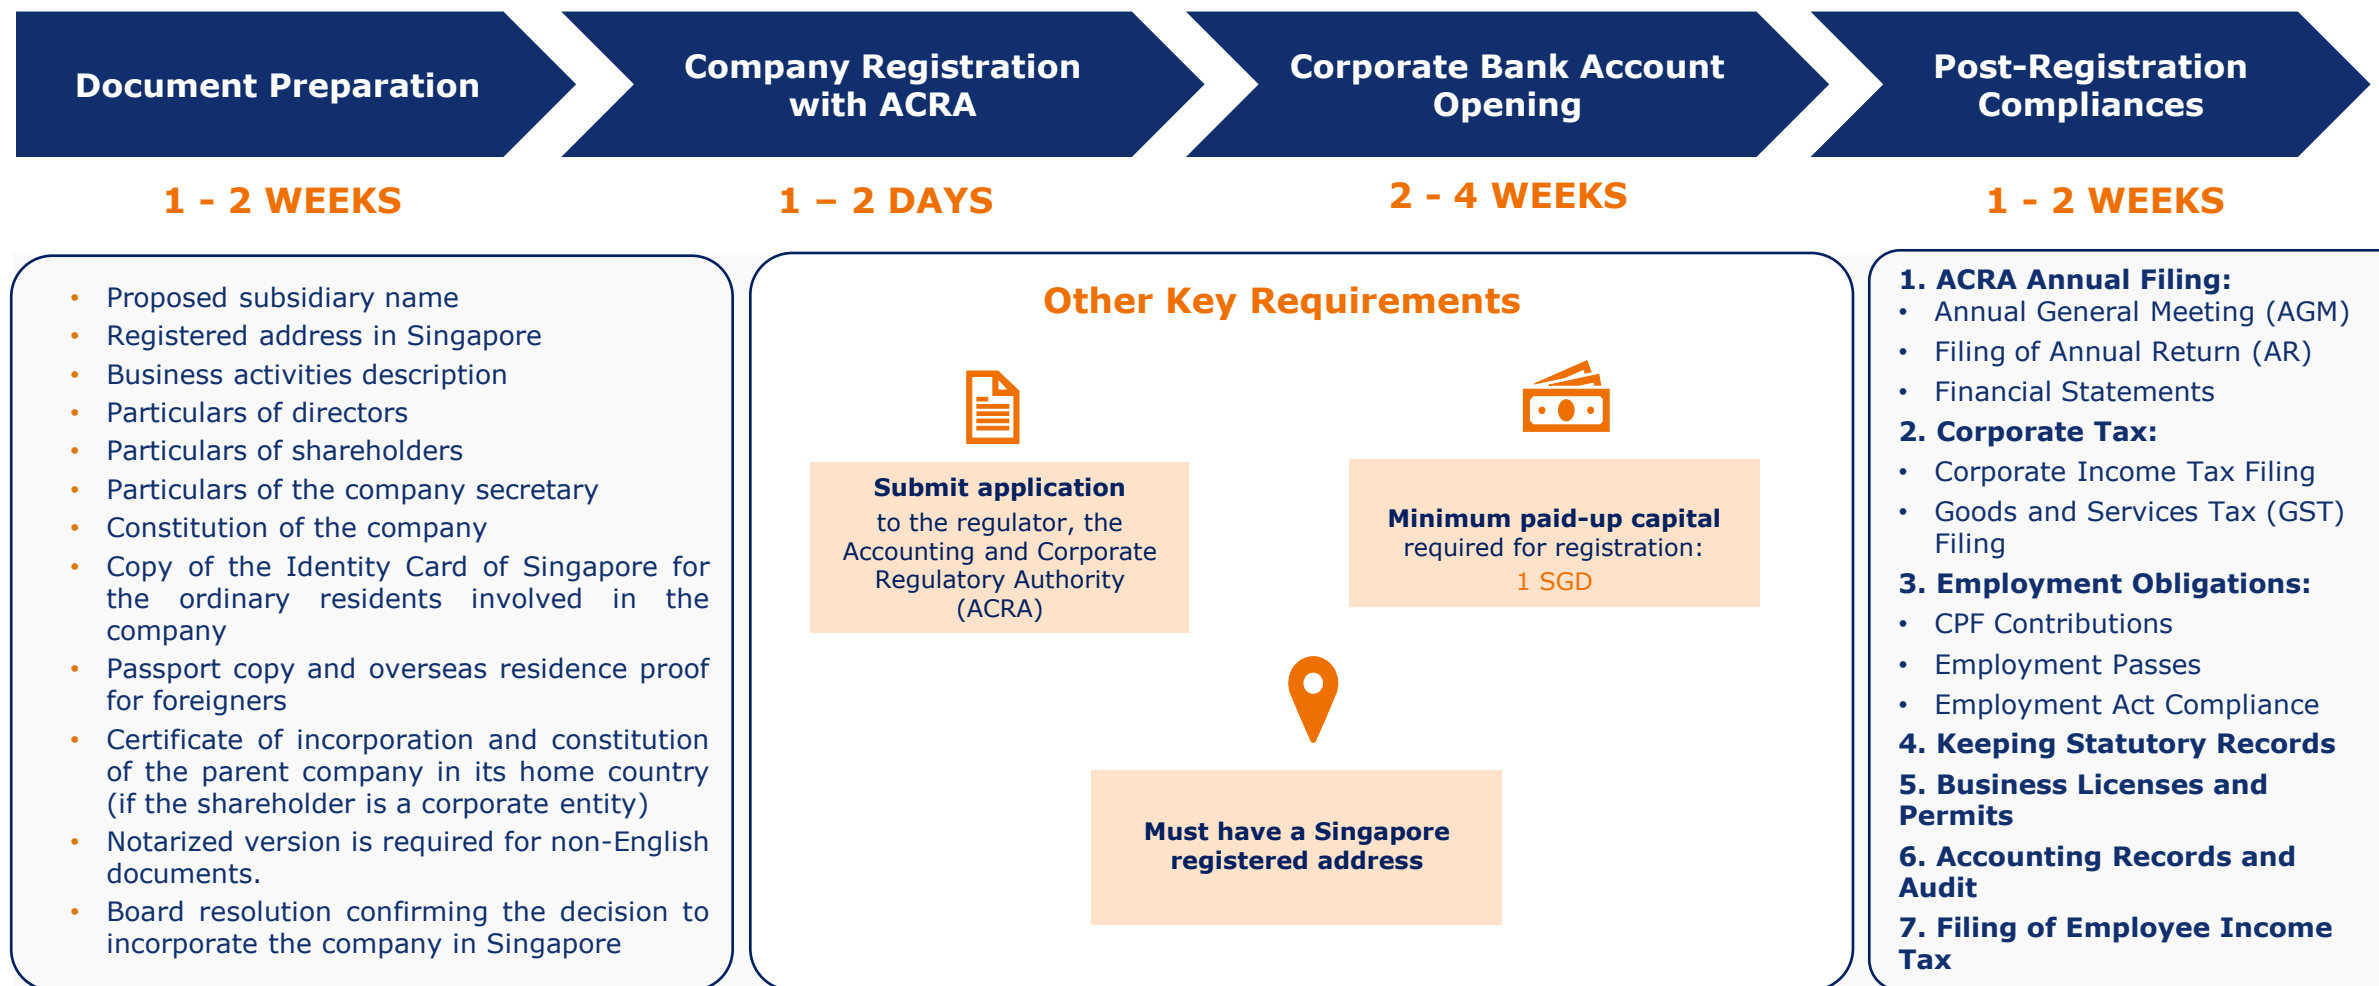 Document Preparation
Company Registration
with ACRA
Corporate Bank Account
Opening
Post-Registration
Compliances
1 - 2 WEEKS
1 – 2 DAYS
2 - 4 WEEKS
1 - 2 WEEKS
• Proposed subsidiary name
• Registered address in Singapore
• Business activities description
• Particulars of directors
• Particulars of shareholders
• Particulars of the company secretary
• Constitution of the company
• Copy of the Identity Card of Singapore for
the ordinary residents involved in the
company
• Passport copy and overseas residence proof
for foreigners
• Certificate of incorporation and constitution
of the parent company in its home country
(if the shareholder is a corporate entity)
• Notarized version is required for non-English
documents.
• Board resolution confirming the decision to
incorporate the company in Singapore
Other Key Requirements
Submit application
to the regulator, the
Accounting and Corporate
Regulatory Authority
(ACRA)
Minimum paid-up capital
required for registration:
1 SGD
Must have a Singapore
registered address
1. ACRA Annual Filing:
• Annual General Meeting (AGM)
• Filing of Annual Return (AR)
• Financial Statements
2. Corporate Tax:
• Corporate Income Tax Filing
• Goods and Services Tax (GST)
Filing
3. Employment Obligations:
• CPF Contributions
• Employment Passes
• Employment Act Compliance
4. Keeping Statutory Records
5. Business Licenses and
Permits
6. Accounting Records and
Audit
7. Filing of Employee Income
Tax